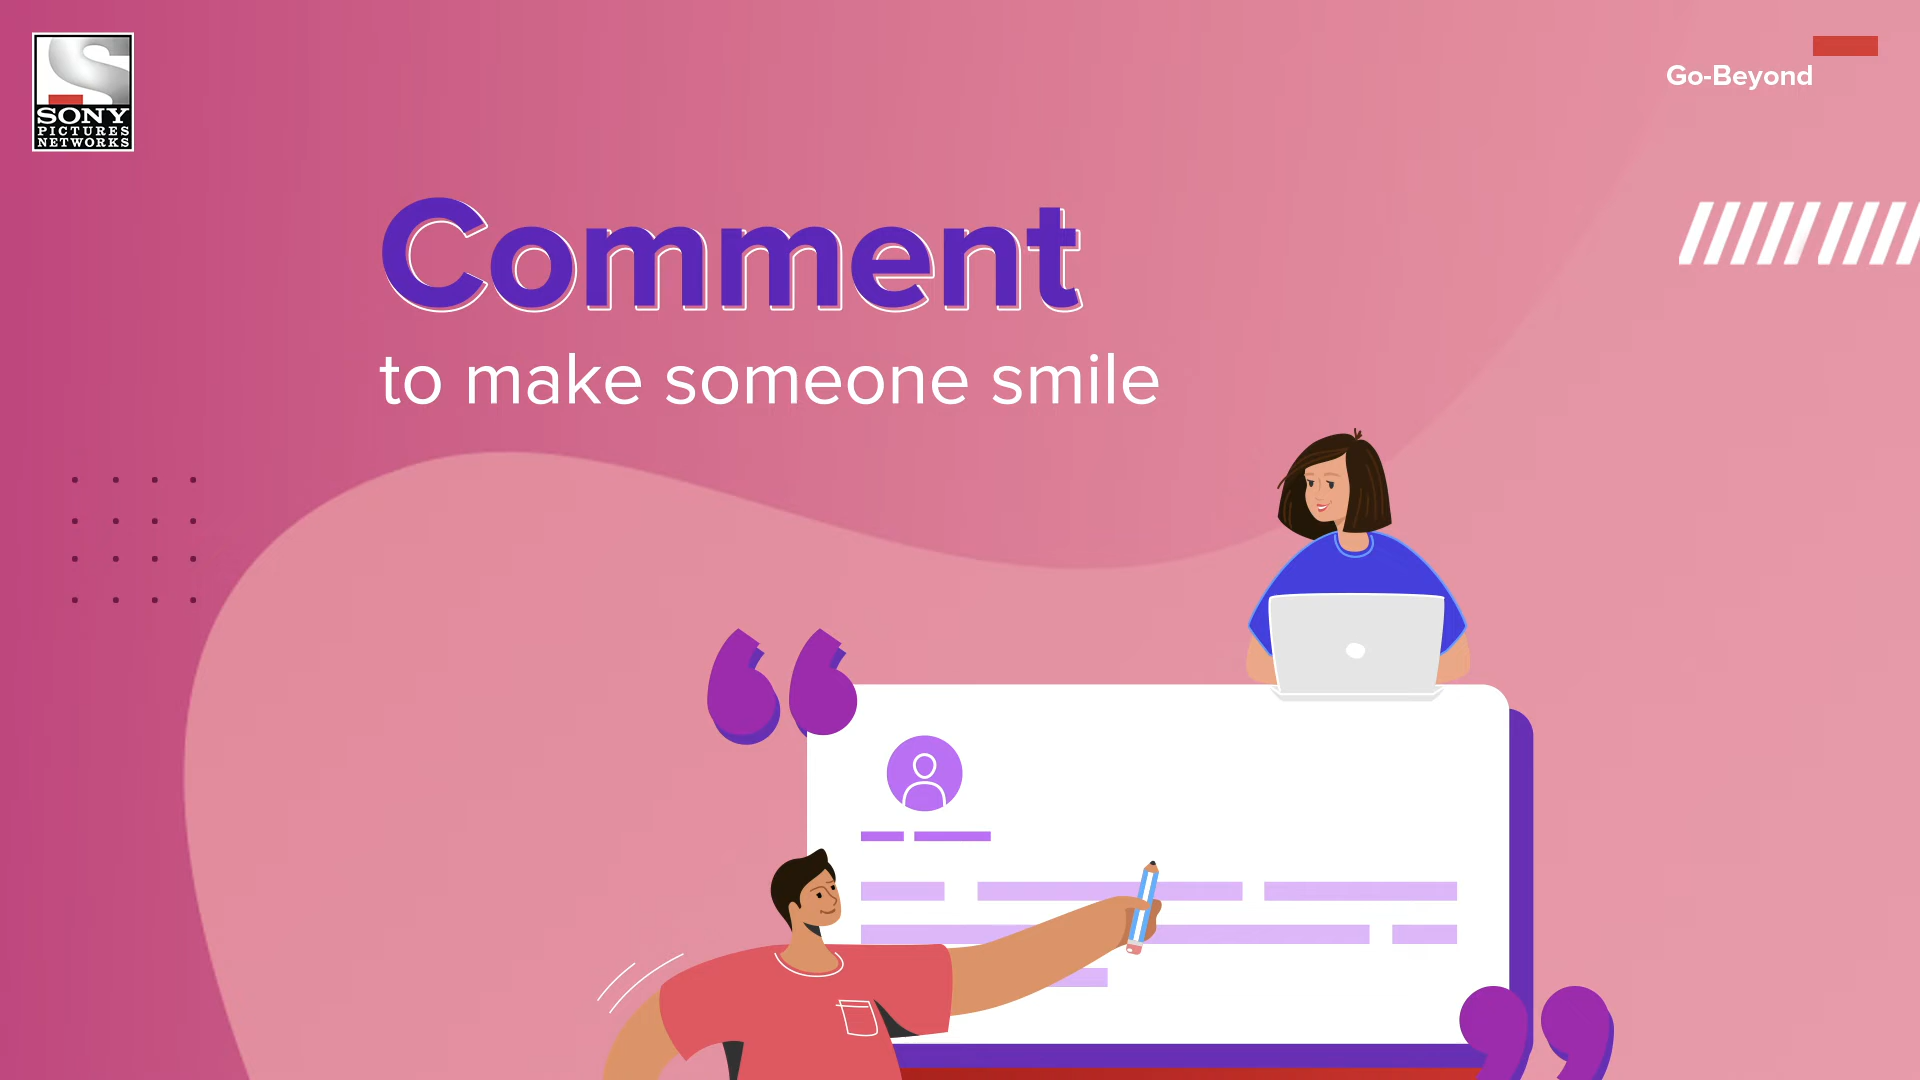 SONY
PICTURES
NETWORKS
Go-Beyond
Comment
to make someone smile